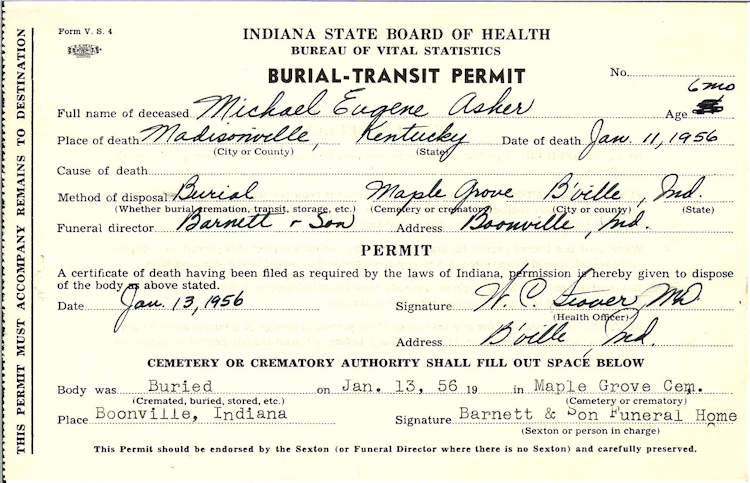 Form V. S. 4
INDIANA STATE BOARD OF HEALTH
BUREAU OF VITAL STATISTICS
BURIAL-TRANSIT PERMIT
No.
6 mo
Full name of deceased Michael Eugene Asher Age
Place of death Madisonville, Kentucky Date of death Jan. 11, 1956
(City or County) (State)
Cause of death
Method of disposal Burial Maple Grove B'ville, Ind.
(Whether burial, cremation, transit, storage, etc.) (Cemetery or crematory) (City or county) (State)
Funeral director Barnett & Son Address Boonville, Ind.
PERMIT
A certificate of death having been filed as required by the laws of Indiana, permission is hereby given to dispose
of the body as above stated.
Date Jan. 13, 1956 Signature W. C. Stover MD.
(Health Officer)
Address B'ville, Ind.
CEMETERY OR CREMATORY AUTHORITY SHALL FILL OUT SPACE BELOW
Body was Buried on Jan. 13, 56 19 in Maple Grove Cem.
(Cremated, buried, stored, etc.) (Cemetery or crematory)
Place Boonville, Indiana Signature Barnett & Son Funeral Home
(Sexton or person in charge)
This Permit should be endorsed by the Sexton (or Funeral Director where there is no Sexton) and carefully preserved.
THIS PERMIT MUST ACCOMPANY REMAINS TO DESTINATION